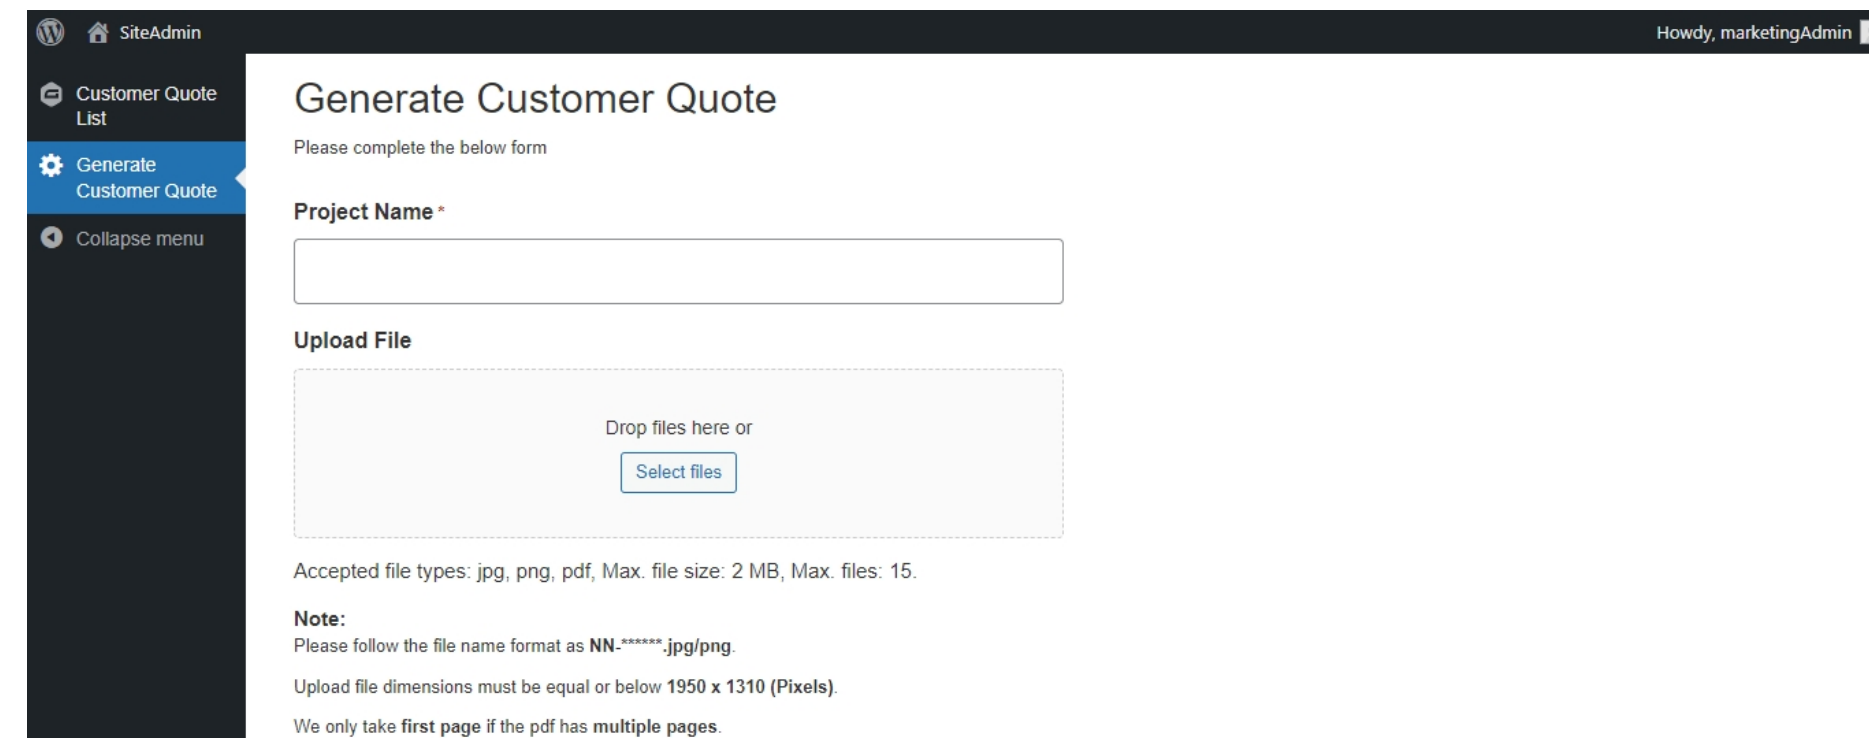 SiteAdmin
Howdy, marketingAdmin
Customer Quote
List
Generate
Customer Quote
Collapse menu
Generate Customer Quote
Please complete the below form
Project Name *
Upload File
Drop files here or
Select files
Accepted file types: jpg, png, pdf, Max. file size: 2 MB, Max. files: 15.
Note:
Please follow the file name format as NN-******.jpg/png.
Upload file dimensions must be equal or below 1950 x 1310 (Pixels).
We only take first page if the pdf has multiple pages.